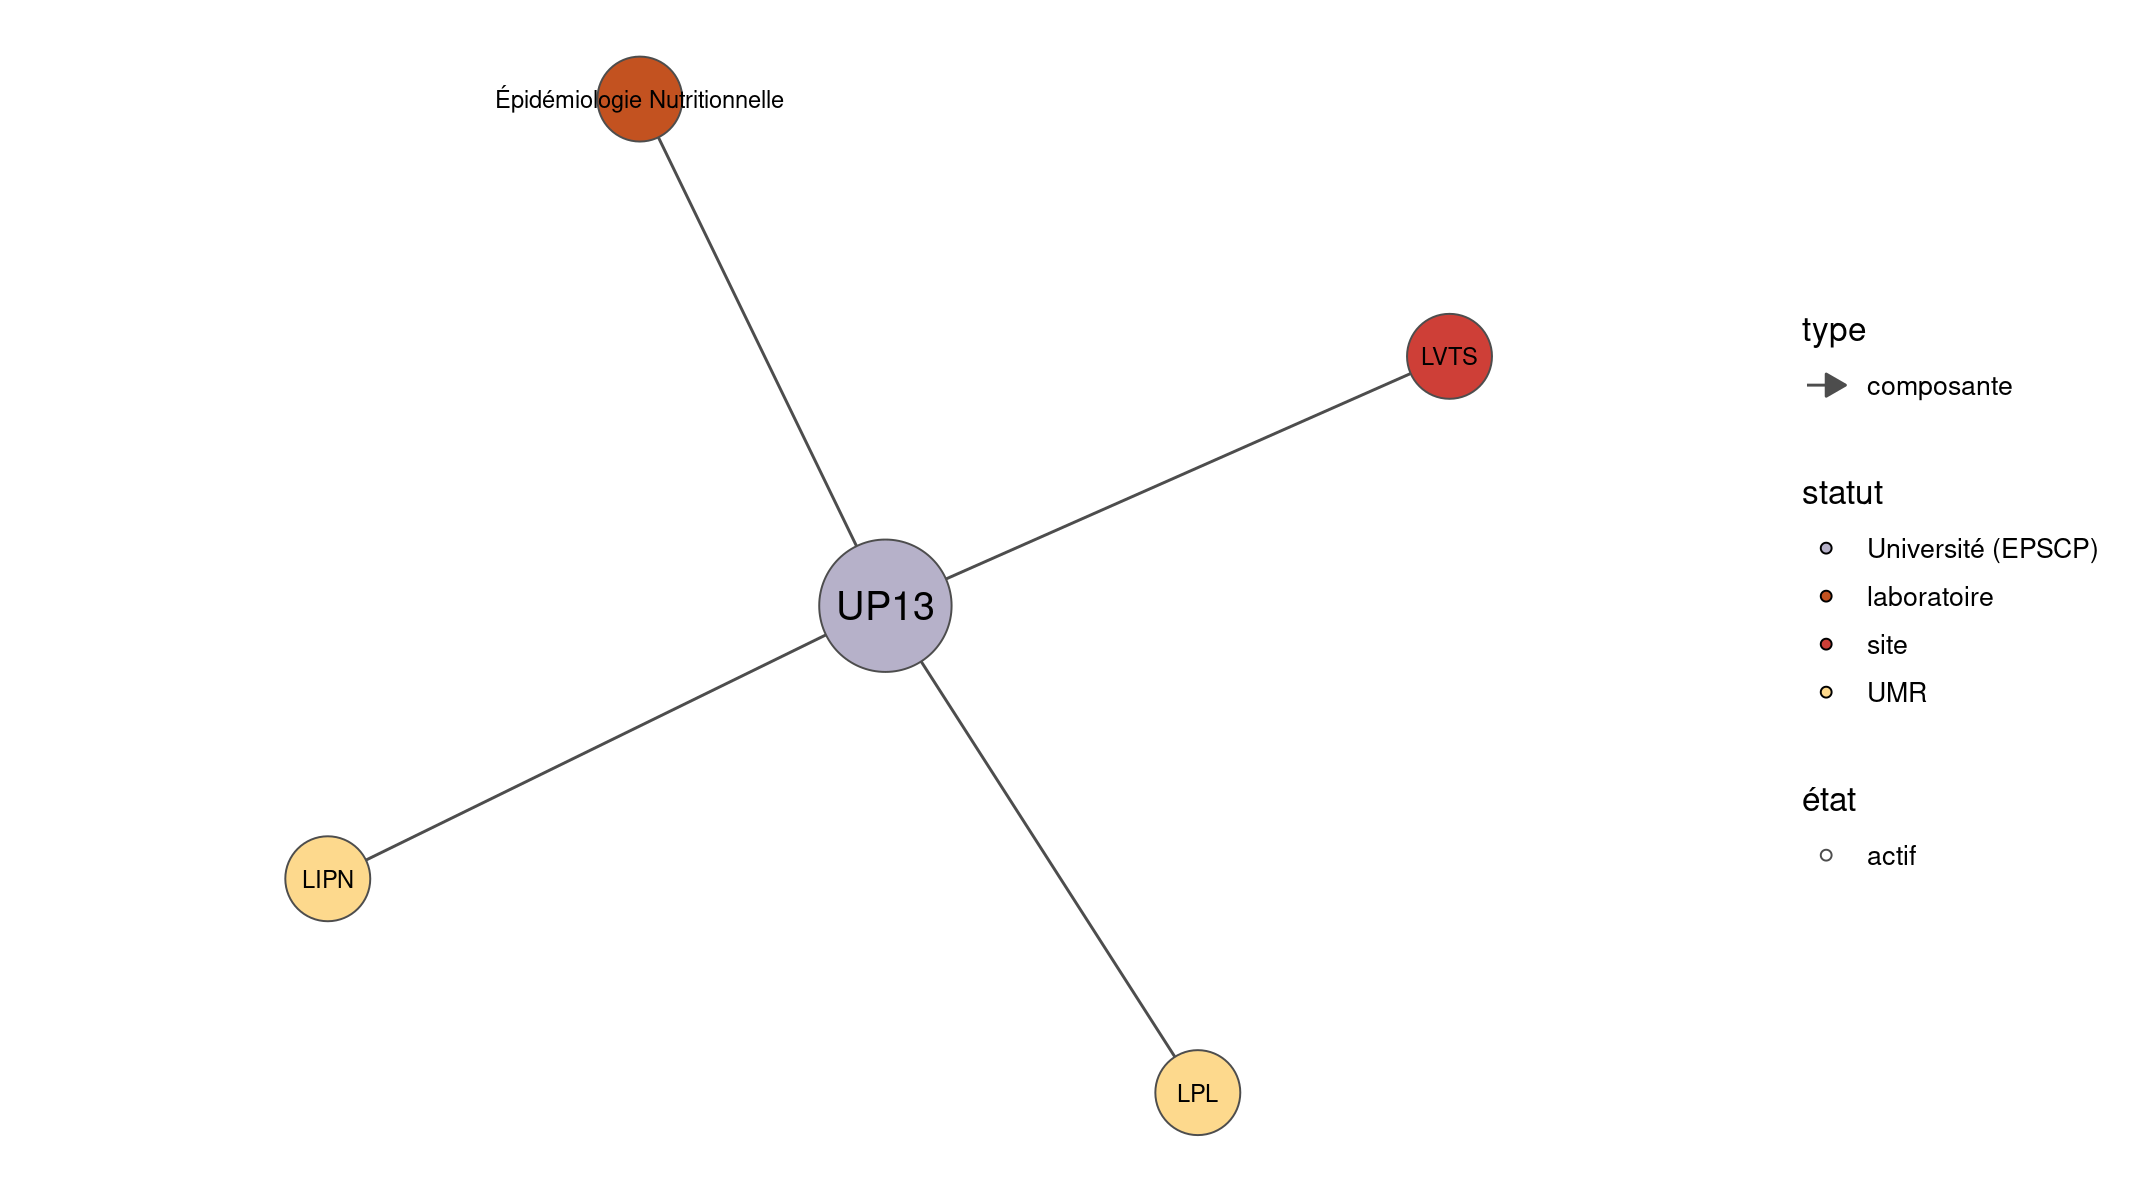 Épidémiologie Nutritionnelle
LVTS
UP13
LIPN
LPL
type
composante
statut
Université (EPSCP)
laboratoire
site
UMR
état
actif